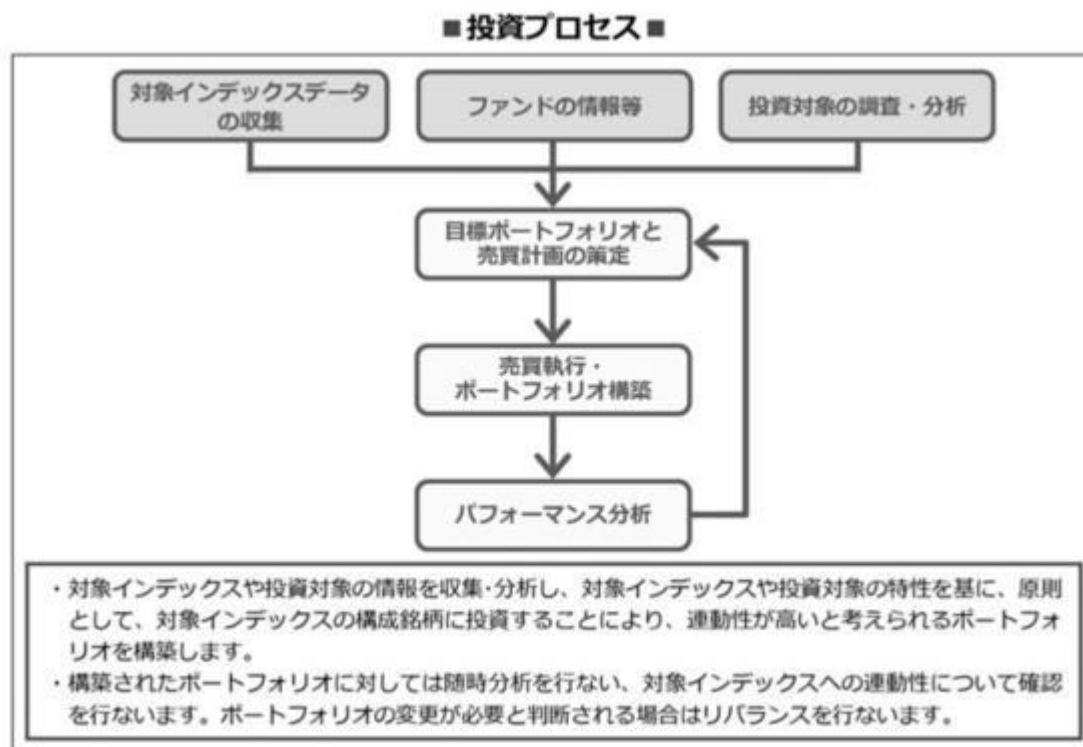 ■投資プロセス■
対象インデックスデータ
の収集
ファンドの情報等
投資対象の調査・分析
目標ポートフォリオと
売買計画の策定
売買執行・
ポートフォリオ構築
パフォーマンス分析
・対象インデックスや投資対象の情報を収集・分析し、対象インデックスや投資対象の特性を基に、原則
として、対象インデックスの構成銘柄に投資することにより、連動性が高いと考えられるポートフォ
リオを構築します。
・構築されたポートフォリオに対しては随時分析を行ない、対象インデックスへの連動性について確認
を行ないます。ポートフォリオの変更が必要と判断される場合はリバランスを行ないます。